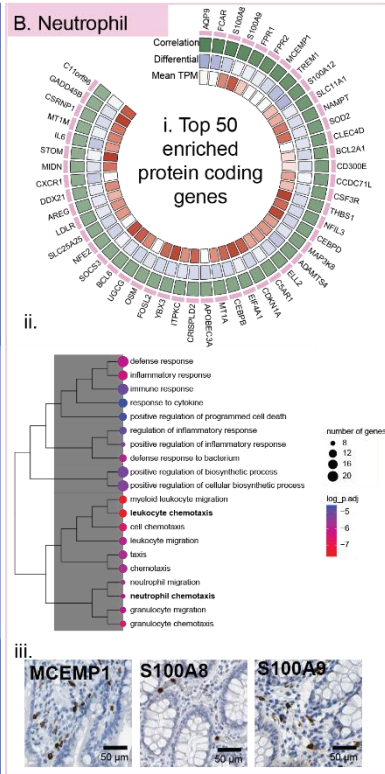 B. Neutrophil
Correlation
Differential
Mean TPM
AQP9
FCAR
S100A8
S100A9
FPR1
FPR2
MCEMP1
TREM1
S100A12
SLC11A1
NAMPT
SOD2
CLEC4D
BCL2A1
CD300E
CCDC71L
CSF3R
THBS1
NFIL3
CEBPD
MAP3K8
ADAMTS4
ELL2
C5AR1
CDKN1A
EIF4A1
CEBPB
MT1A
APOBEC3A
CRISPLD2
ITPKC
YBX3
FOSL2
OSM
UGCG
BCL6
SOCS3
NFE2
SLC25A25
LDLR
AREG
DDX21
CXCR1
MIDN
STOM
IL6
MT1M
CSRNP1
GADD45B
C11orf96
i. Top 50
enriched
protein coding
genes
ii.
defense response
inflammatory response
immune response
response to cytokine
positive regulation of programmed cell death
regulation of inflammatory response
positive regulation of inflammatory response
defense response to bacterium
positive regulation of biosynthetic process
positive regulation of cellular biosynthetic process
myeloid leukocyte migration
leukocyte chemotaxis
cell chemotaxis
leukocyte migration
taxis
chemotaxis
neutrophil migration
neutrophil chemotaxis
granulocyte migration
granulocyte chemotaxis
number of genes
8
12
16
20
log_p.adj
-5
-6
-7
iii.
MCEMP1
S100A8
S100A9
50 µm
50 µm
50 µm